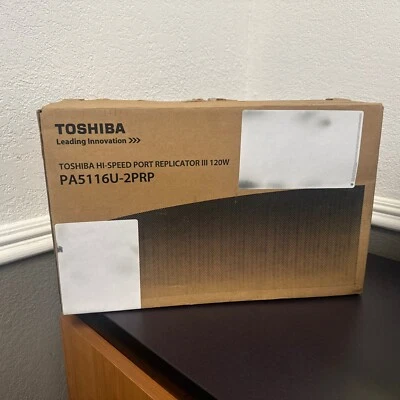 TOSHIBA
Leading Innovation >>>
TOSHIBA HI-SPEED PORT REPLICATOR III 120W
PA5116U-2PRP